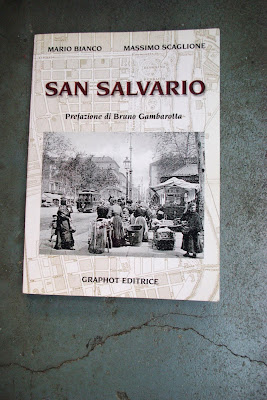 MARIO BIANCO MASSIMO SCAGLIONE
SAN SALVARIO
Prefazione di Bruno Gambarotta
GRAPHOT EDITRICE